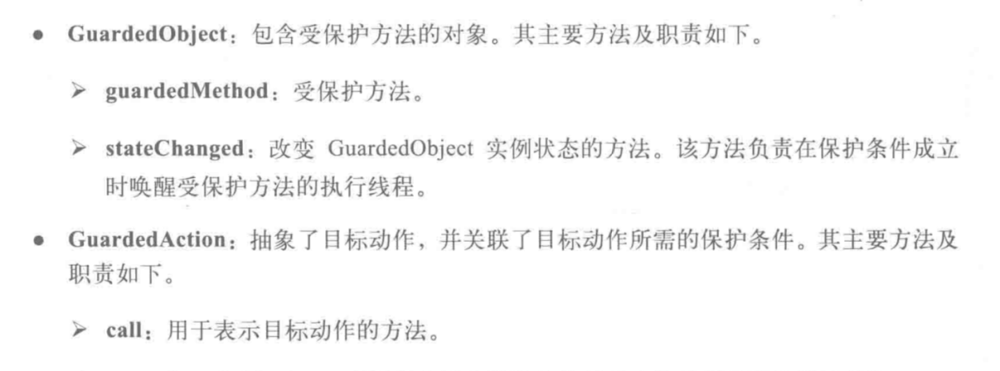 ● GuardedObject：包含受保护方法的对象。其主要方法及职责如下。
➢ guardedMethod：受保护方法。
➢ stateChanged：改变 GuardedObject 实例状态的方法。该方法负责在保护条件成立
时唤醒受保护方法的执行线程。
● GuardedAction：抽象了目标动作，并关联了目标动作所需的保护条件。其主要方法及
职责如下。
➢ call：用于表示目标动作的方法。